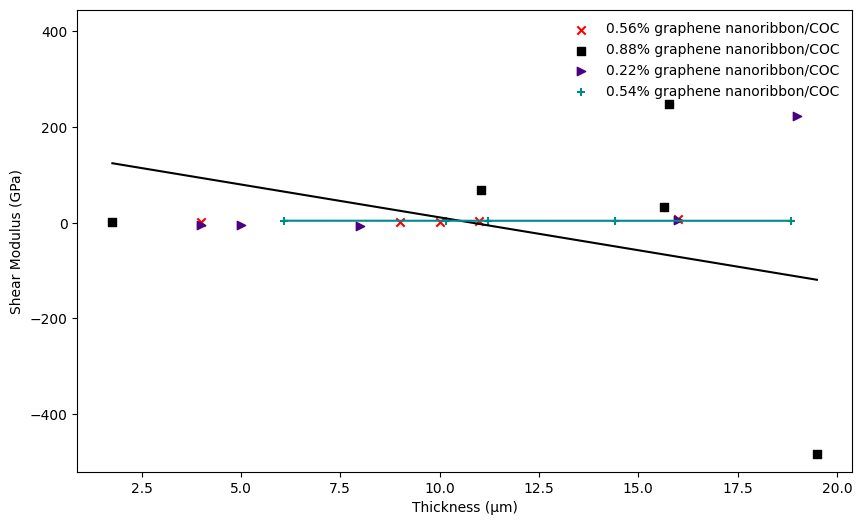 0.56% graphene nanoribbon/COC
0.88% graphene nanoribbon/COC
0.22% graphene nanoribbon/COC
0.54% graphene nanoribbon/COC
Shear Modulus (GPa)
400
200
0
−200
−400
2.5 5.0 7.5 10.0 12.5 15.0 17.5 20.0
Thickness (μm)